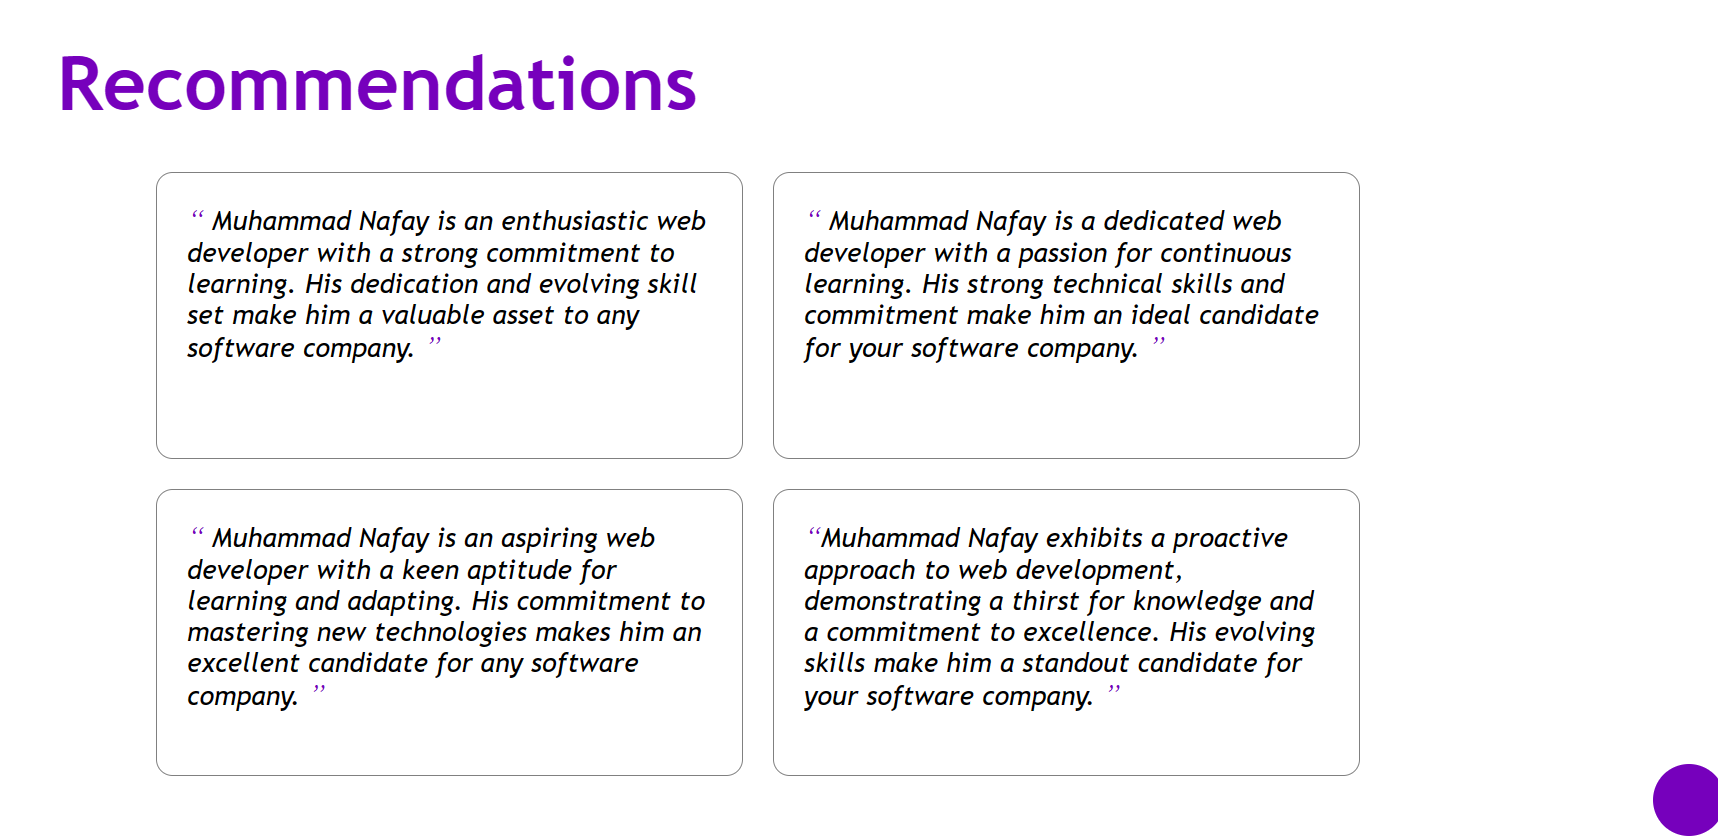 Recommendations
“ Muhammad Nafay is an enthusiastic web
developer with a strong commitment to
learning. His dedication and evolving skill
set make him a valuable asset to any
software company. ”
“ Muhammad Nafay is a dedicated web
developer with a passion for continuous
learning. His strong technical skills and
commitment make him an ideal candidate
for your software company. ”
“ Muhammad Nafay is an aspiring web
developer with a keen aptitude for
learning and adapting. His commitment to
mastering new technologies makes him an
excellent candidate for any software
company. ”
“Muhammad Nafay exhibits a proactive
approach to web development,
demonstrating a thirst for knowledge and
a commitment to excellence. His evolving
skills make him a standout candidate for
your software company. ”